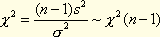 χ² = (n−1)s² / σ² ~ χ²(n−1)